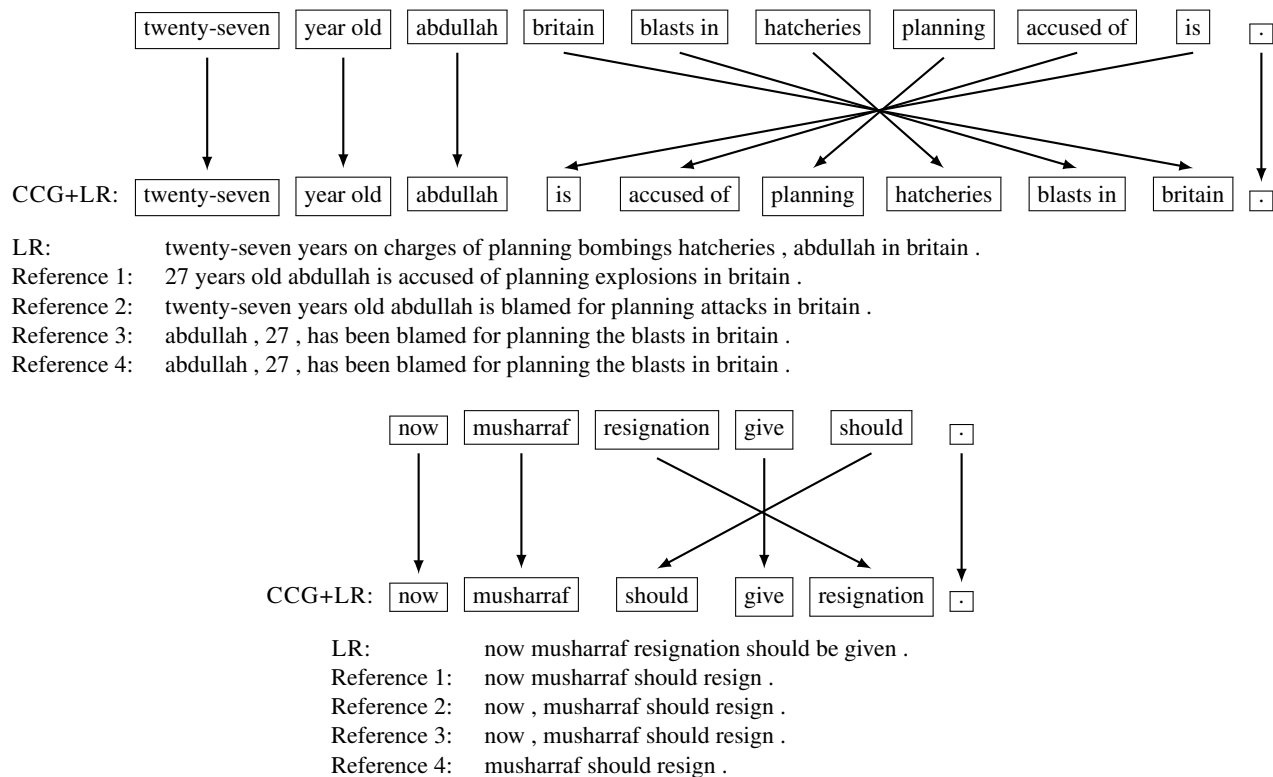 twenty-seven year old abdullah britain blasts in hatcheries planning accused of is .
CCG+LR: twenty-seven year old abdullah is accused of planning hatcheries blasts in britain .
LR: twenty-seven years on charges of planning bombings hatcheries , abdullah in britain .
Reference 1: 27 years old abdullah is accused of planning explosions in britain .
Reference 2: twenty-seven years old abdullah is blamed for planning attacks in britain .
Reference 3: abdullah , 27 , has been blamed for planning the blasts in britain .
Reference 4: abdullah , 27 , has been blamed for planning the blasts in britain .
now musharraf resignation give should .
CCG+LR: now musharraf should give resignation .
LR: now musharraf resignation should be given .
Reference 1: now musharraf should resign .
Reference 2: now , musharraf should resign .
Reference 3: now , musharraf should resign .
Reference 4: musharraf should resign .